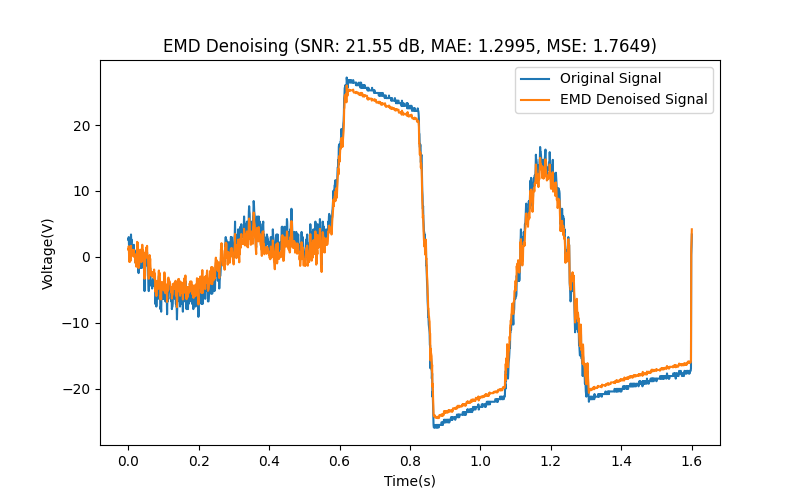 EMD Denoising (SNR: 21.55 dB, MAE: 1.2995, MSE: 1.7649)
Original Signal
EMD Denoised Signal
Voltage(V)
20
10
0
−10
−20
0.0 0.2 0.4 0.6 0.8 1.0 1.2 1.4 1.6
Time(s)